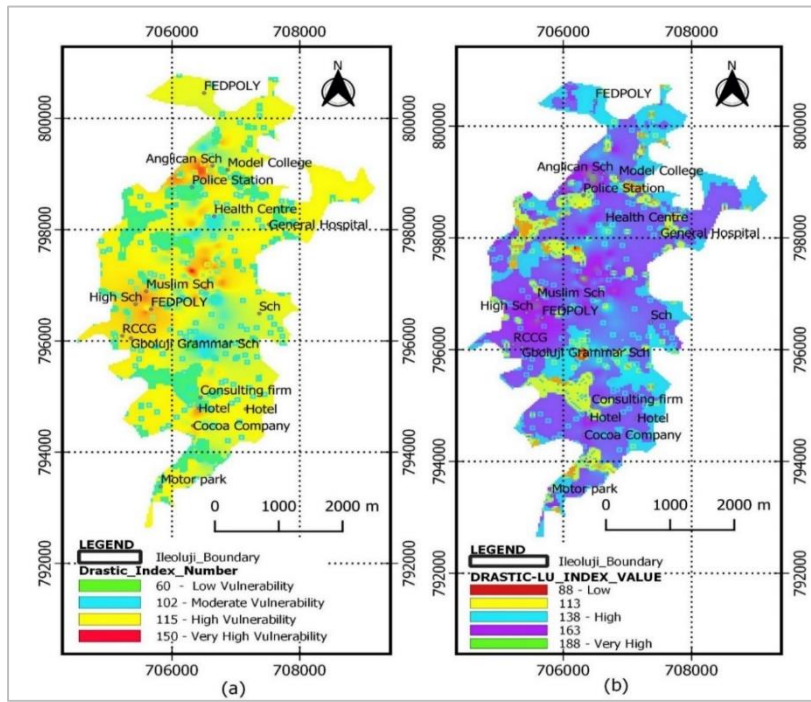 706000 708000
N
FEDPOLY
800000
Anglican Sch
Model College
Police Station
798000
Health Centre
General Hospital
Muslim Sch
High Sch
FEDPOLY
Sch
796000
RCCG
Gboluji Grammar Sch
Consulting firm
Hotel Hotel
794000
Cocoa Company
Motor park
0 1000 2000 m
792000
LEGEND
Ileoluji_Boundary
Drastic_Index_Number
60 - Low Vulnerability
102 - Moderate Vulnerability
115 - High Vulnerability
150 - Very High Vulnerability
706000 708000
(a)
706000 708000
N
FEDPOLY
800000 800000
Anglican Sch
Model College
Police Station
798000 798000
Health Centre
General Hospital
Muslim Sch
High Sch
FEDPOLY
Sch
796000 796000
RCCG
Gboluji Grammar Sch
Consulting firm
Hotel Hotel
794000 794000
Cocoa Company
Motor park
0 1000 2000 m
792000 792000
LEGEND
Ileoluji_Boundary
DRASTIC-LU_INDEX_VALUE
88 - Low
113
138 - High
163
188 - Very High
706000 708000
(b)